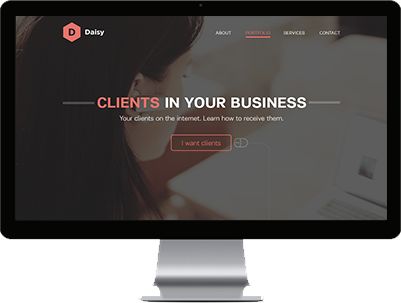 D Daisy
ABOUT PORTFOLIO SERVICES CONTACT
CLIENTS IN YOUR BUSINESS
Your clients on the internet. Learn how to receive them.
I want clients